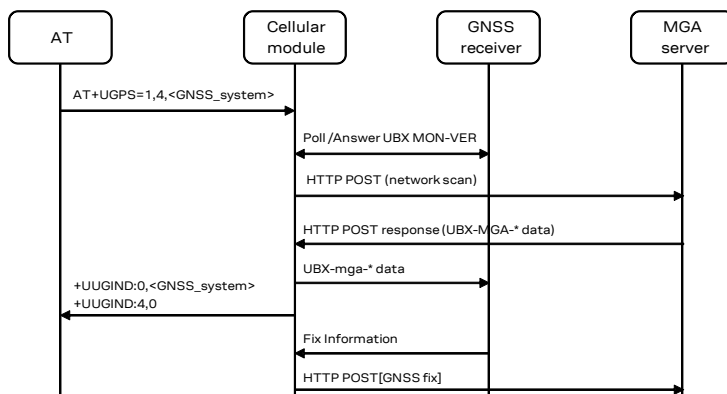 AT
Cellular
module
GNSS
receiver
MGA
server
AT+UGPS=1,4,<GNSS_system>
Poll /Answer UBX MON-VER
HTTP POST (network scan)
HTTP POST response (UBX-MGA-* data)
UBX-mga-* data
+UUGIND:0,<GNSS_system>
+UUGIND:4,0
Fix Information
HTTP POST[GNSS fix]